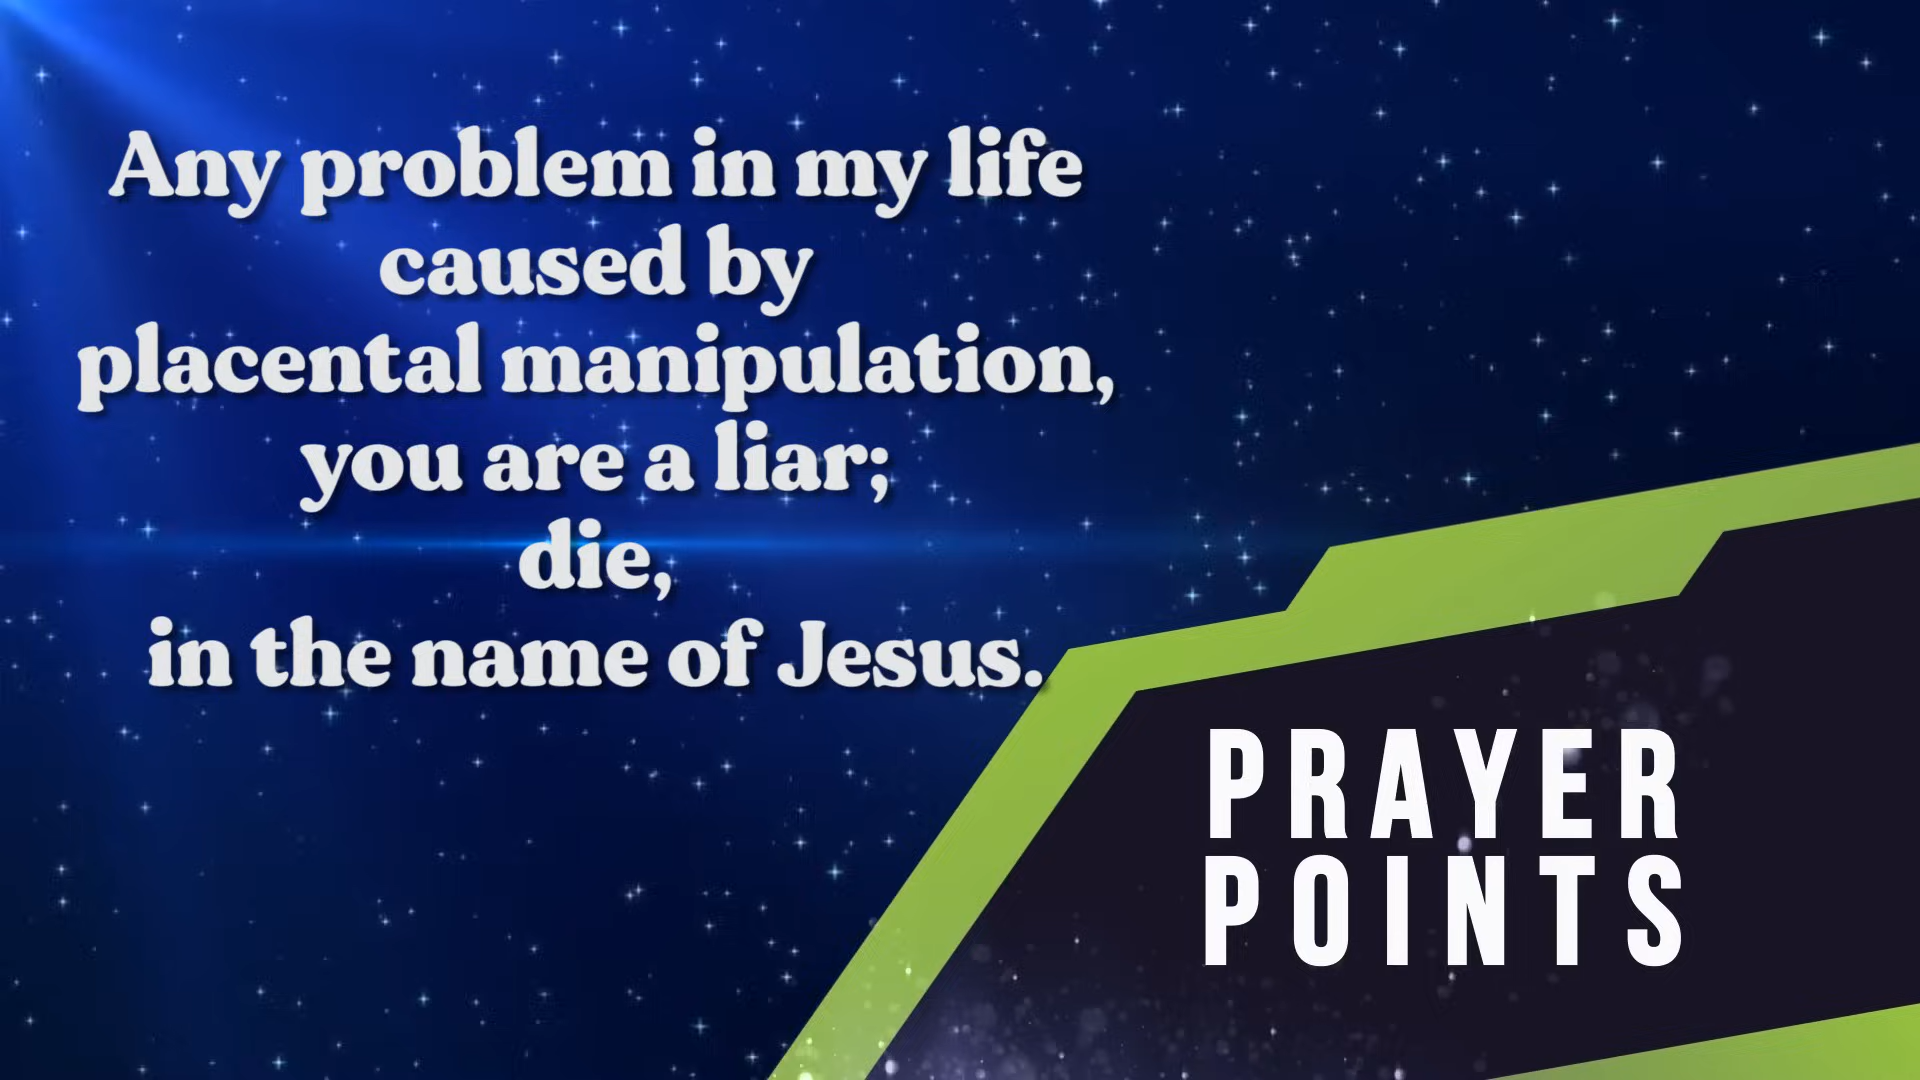 Any problem in my life
caused by
placental manipulation,
you are a liar;
die,
in the name of Jesus.
PRAYER
POINTS